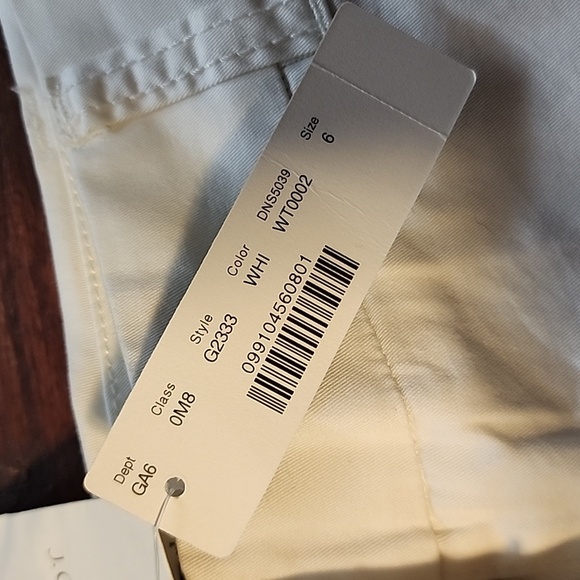 Dept Class Style Color DNS5039 Size
GA6 0M8 G2333 WHI WT0002 6
099104560801
J.